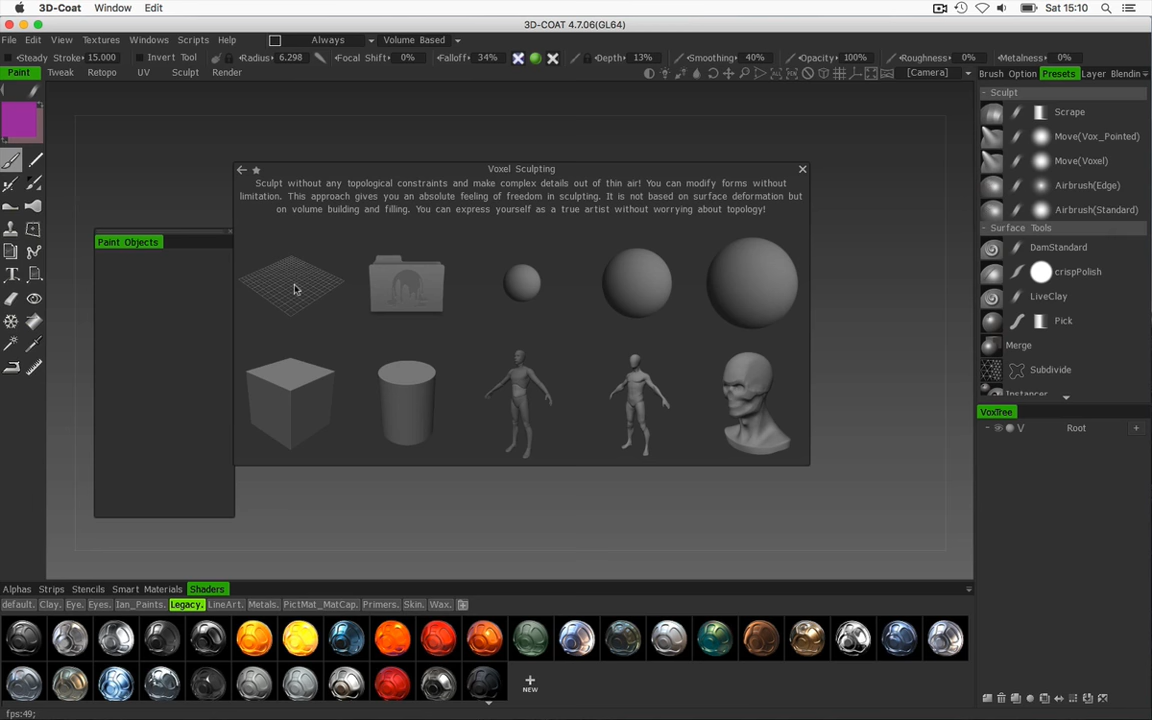 3D-Coat Window Edit Sat 15:10
3D-COAT 4.7.06(GL64)
File Edit View Textures Windows Scripts Help Always Volume Based
Steady Stroke: 15.000 Invert Tool Radius: 6.298 Focal Shift: 0% Falloff: 34% Depth: 13% Smoothing: 40% Opacity: 100% Roughness: 0% Metalness: 0%
Paint Tweak Retopo UV Sculpt Render [Camera] Brush Option Presets Layer Blendin
Sculpt
Scrape
Move(Vox_Pointed)
Move(Voxel)
Airbrush(Edge)
Airbrush(Standard)
Surface Tools
DamStandard
crispPolish
LiveClay
Pick
Merge
Subdivide
Instancer
VoxTree
V Root +
Voxel Sculpting
Sculpt without any topological constraints and make complex details out of thin air! You can modify forms without
limitation. This approach gives you an absolute feeling of freedom in sculpting. It is not based on surface deformation but
on volume building and filling. You can express yourself as a true artist without worrying about topology!
Paint Objects
Alphas Strips Stencils Smart Materials Shaders
default. Clay. Eye. Eyes. Ian_Paints. Legacy. LineArt. Metals. PictMat_MatCap. Primers. Skin. Wax.
NEW
fps:49;